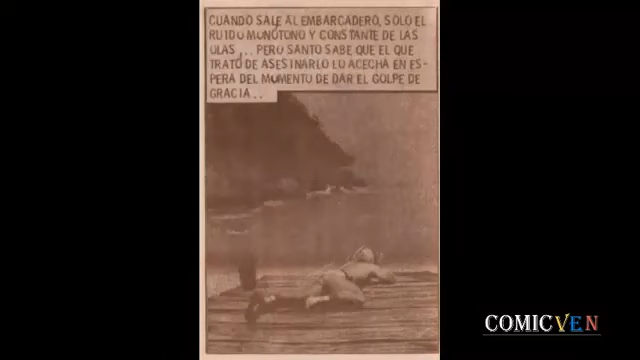 CUANDO SALE AL EMBARCADERO, SOLO EL
RUIDO MONOTONO Y CONSTANTE DE LAS
OLAS... PERO SANTO SABE QUE EL QUE
TRATO DE ASESINARLO LO ACECHA EN ES-
PERA DEL MOMENTO DE DAR EL GOLPE DE
GRACIA...
COMICVEN